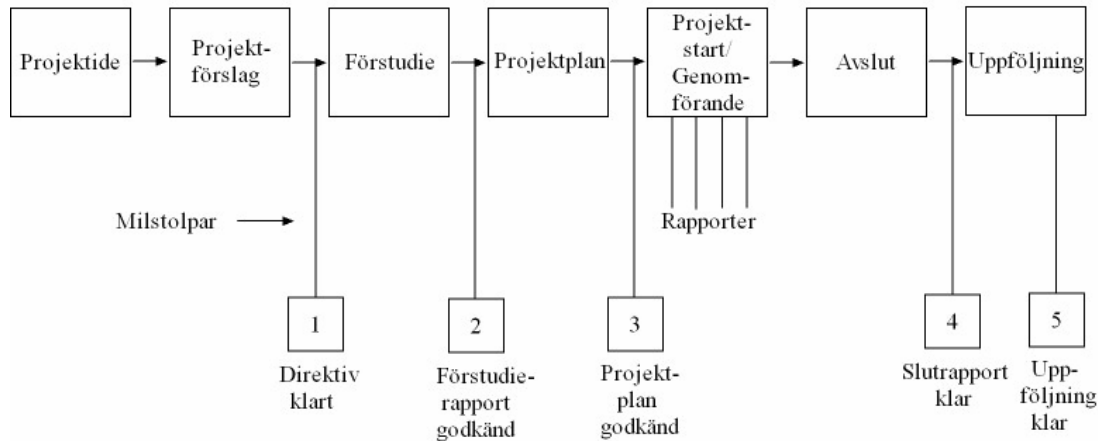 Projektide
Projekt-
förslag
Förstudie
Projektplan
Projekt-
start/
Genom-
förande
Avslut
Uppföljning
Milstolpar
Rapporter
1
Direktiv
klart
2
Förstudie-
rapport
godkänd
3
Projekt-
plan
godkänd
4
Slutrapport
klar
5
Upp-
följning
klar